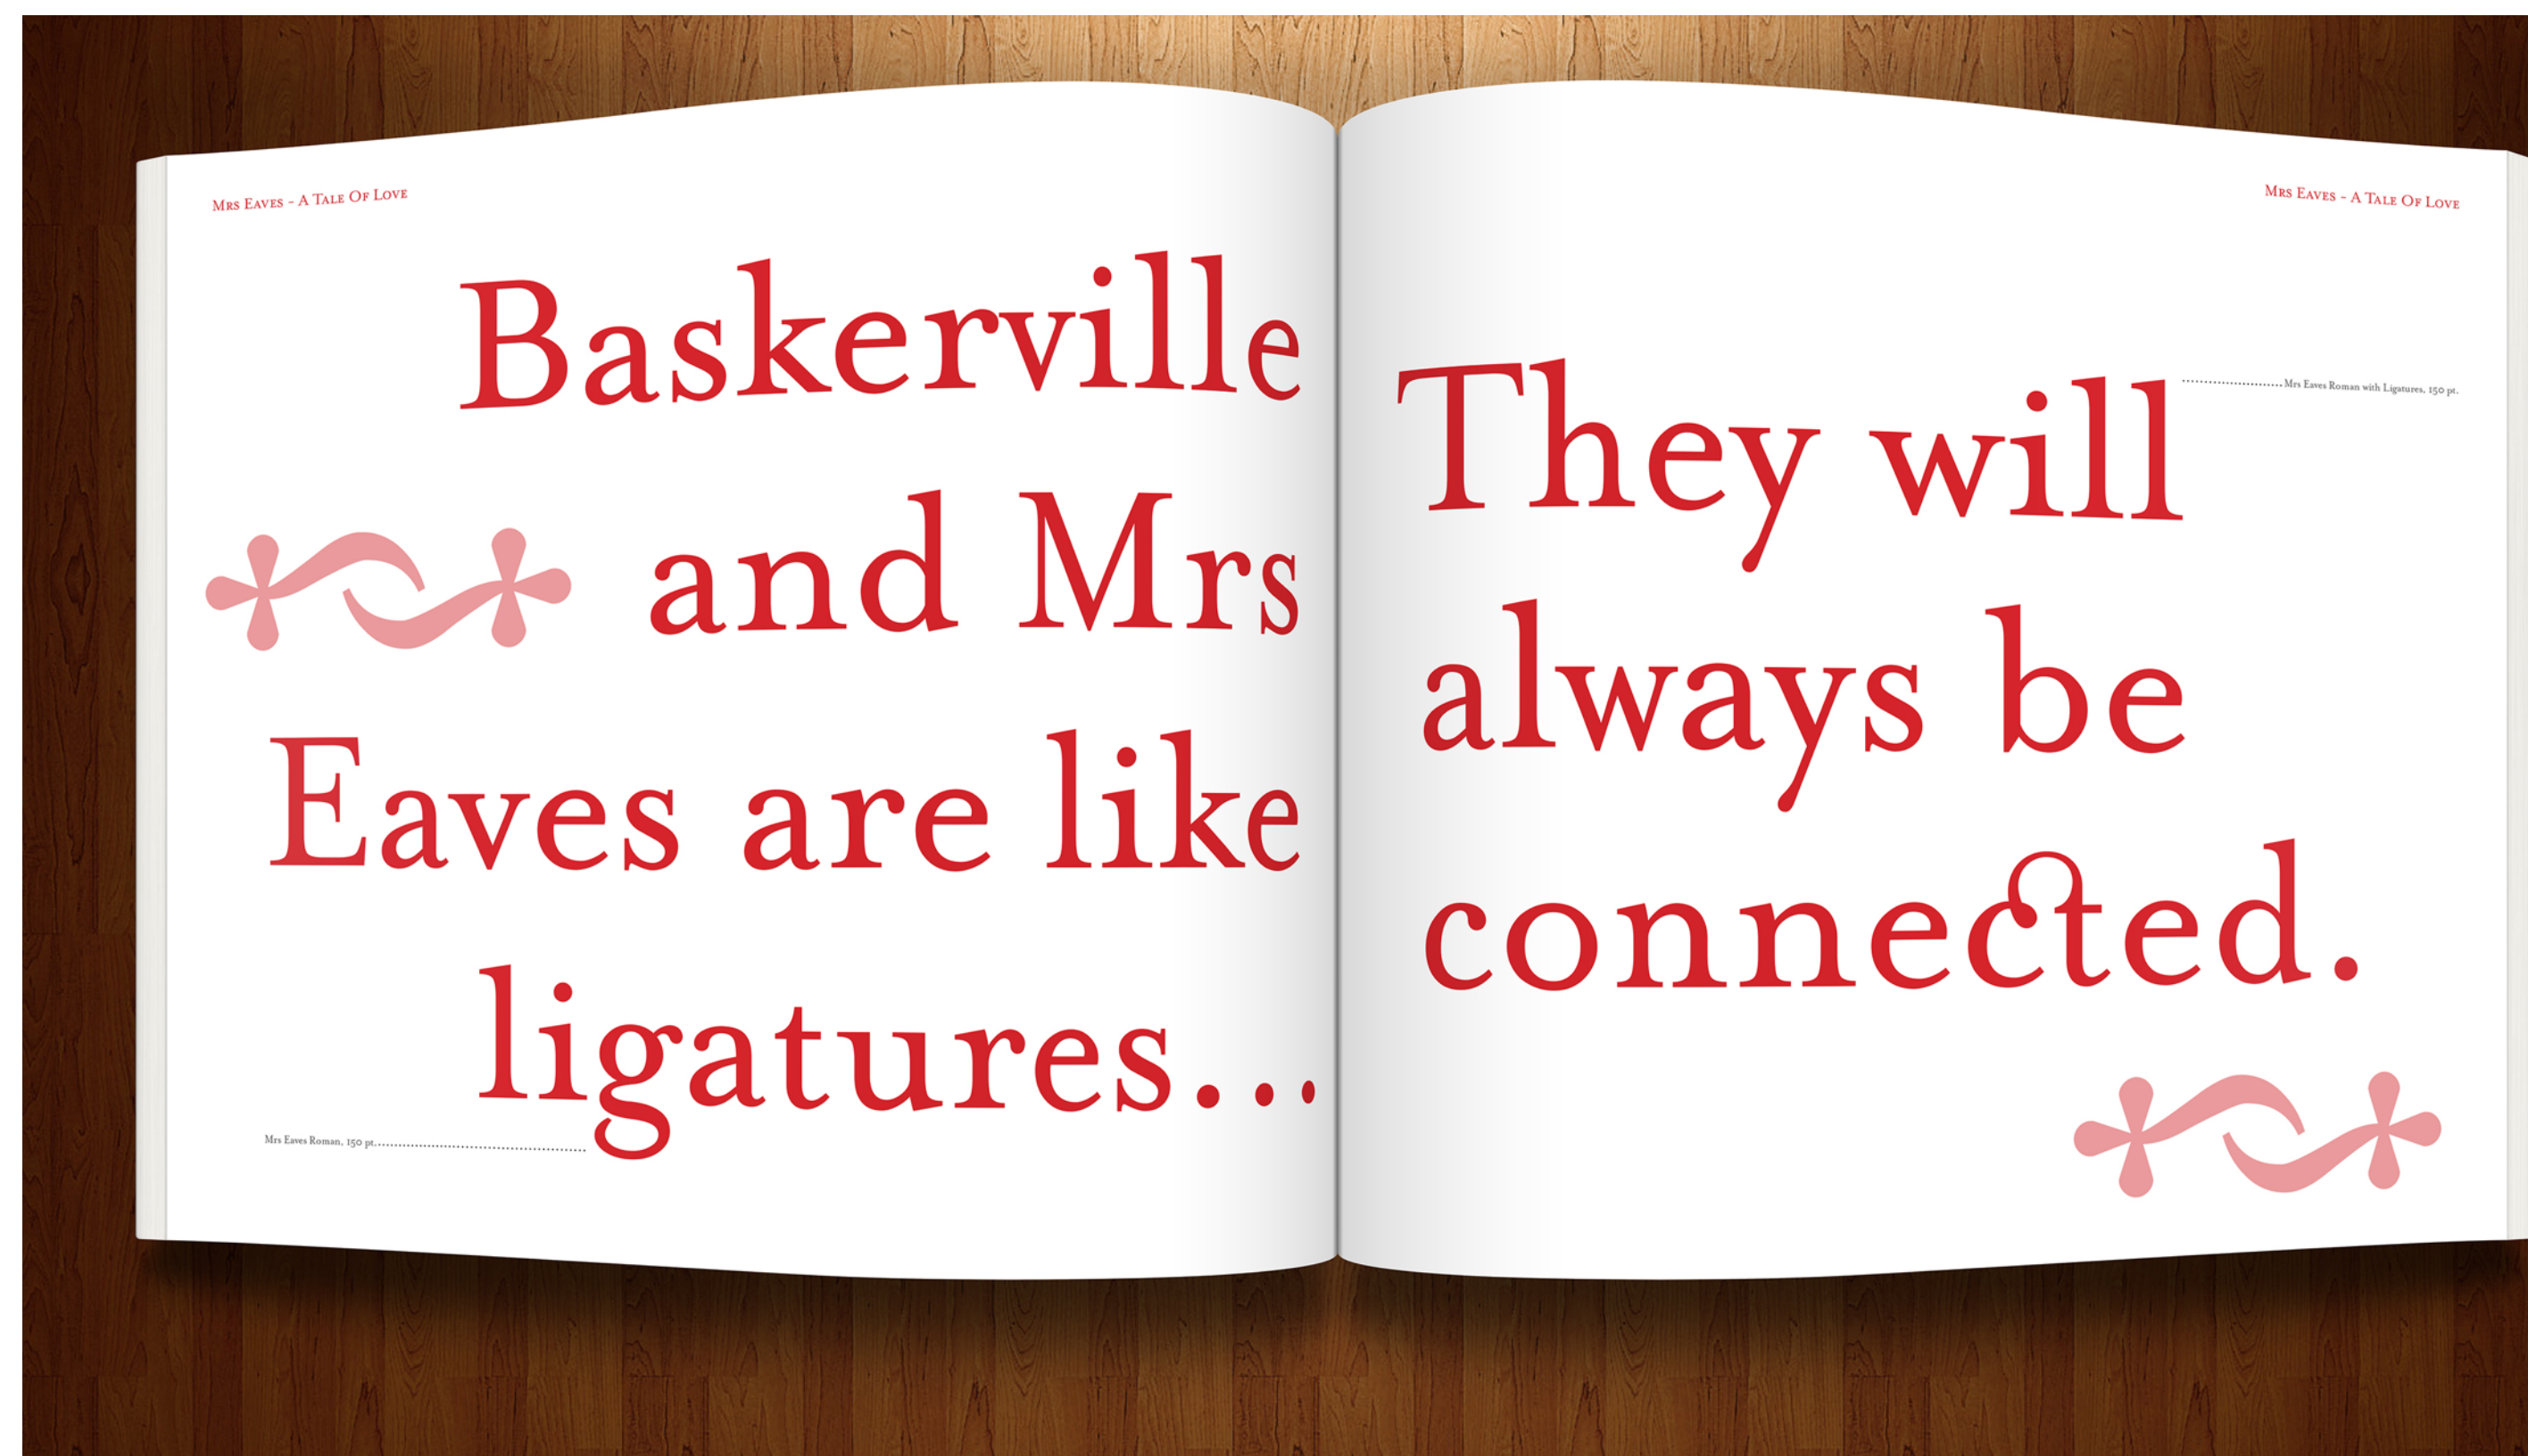 Mrs Eaves - A Tale Of Love
Baskerville
and Mrs
Eaves are like
ligatures...
Mrs Eaves Roman, 150 pt.
Mrs Eaves - A Tale Of Love
Mrs Eaves Roman with Ligatures, 150 pt.
They will
always be
connected.